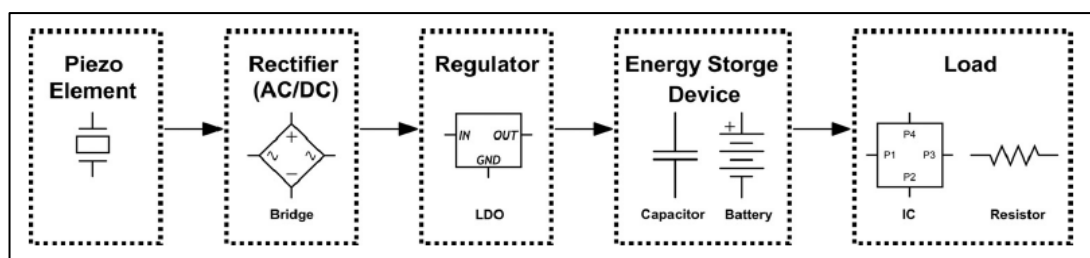 Piezo
Element
Rectifier
(AC/DC)
+
−
Bridge
Regulator
IN OUT
GND
LDO
Energy Storge
Device
+
Capacitor Battery
Load
P4
P1 P3
P2
IC Resistor